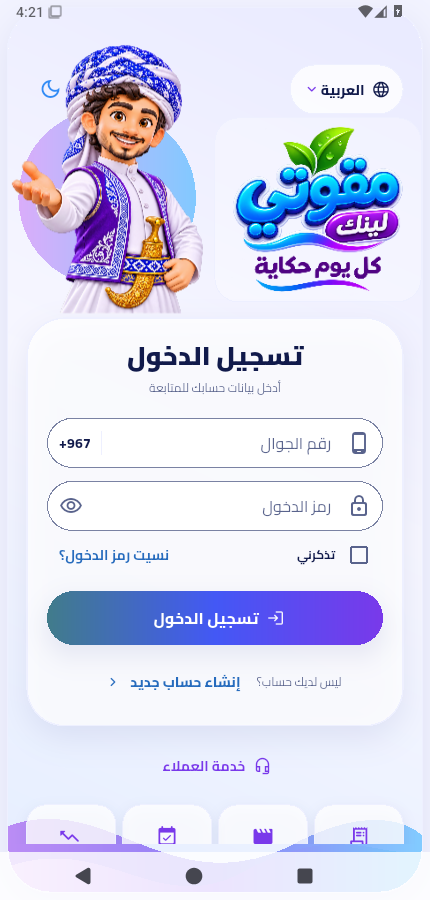 4:21
العربية
مقوتي
لينك
كل يوم حكاية
تسجيل الدخول
أدخل بيانات حسابك للمتابعة
رقم الجوال
+967
رمز الدخول
تذكرني
نسيت رمز الدخول؟
تسجيل الدخول
ليس لديك حساب؟ إنشاء حساب جديد
خدمة العملاء